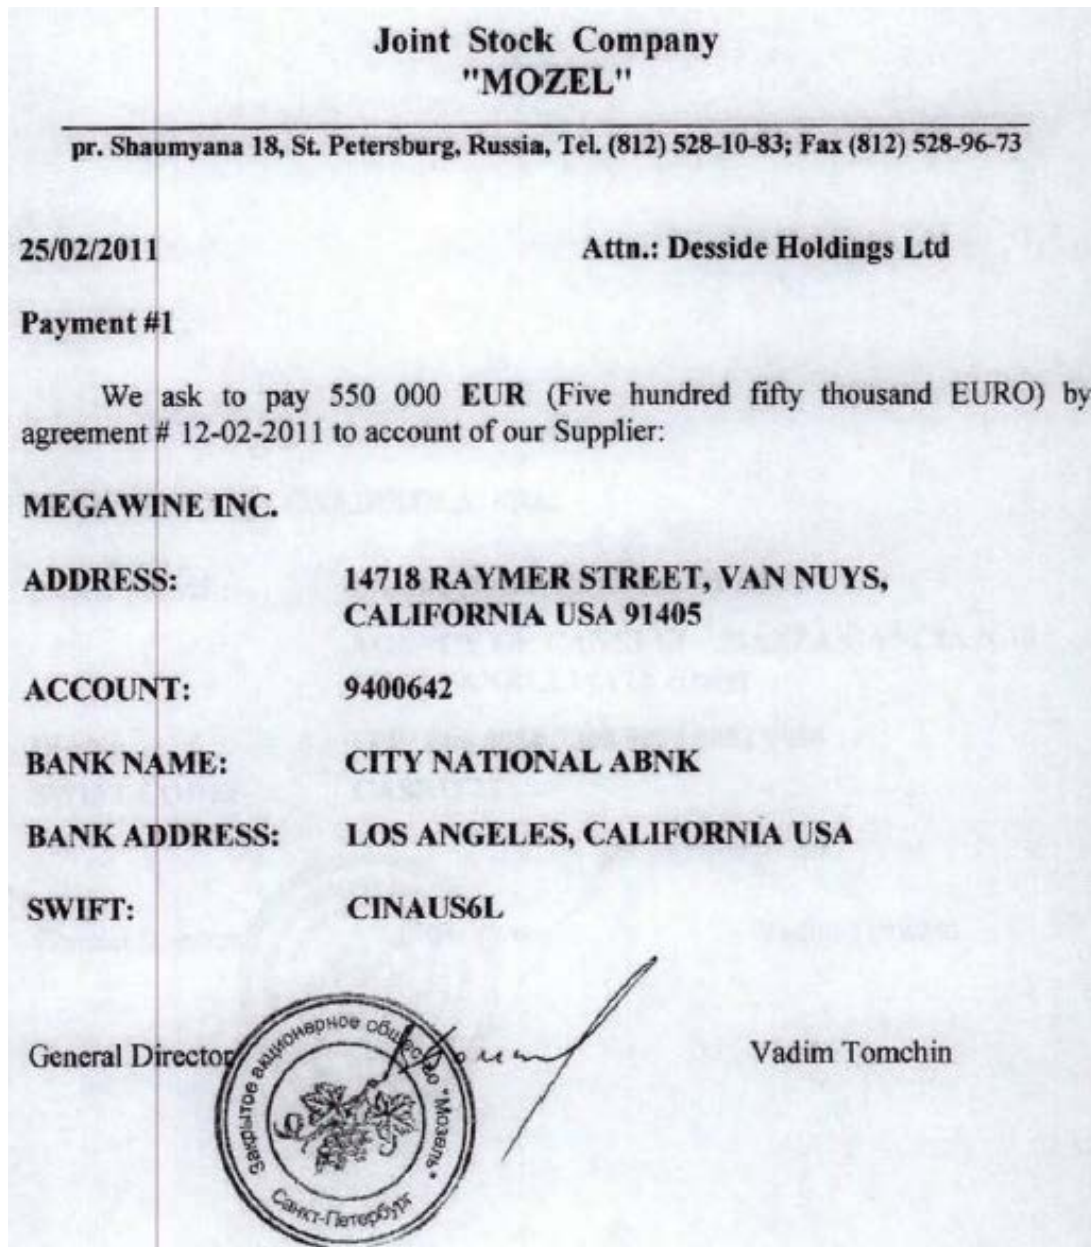 Joint Stock Company
"MOZEL"
pr. Shaumyana 18, St. Petersburg, Russia, Tel. (812) 528-10-83; Fax (812) 528-96-73
25/02/2011 Attn.: Desside Holdings Ltd
Payment #1
We ask to pay 550 000 EUR (Five hundred fifty thousand EURO) by
agreement # 12-02-2011 to account of our Supplier:
MEGAWINE INC.
ADDRESS: 14718 RAYMER STREET, VAN NUYS,
CALIFORNIA USA 91405
ACCOUNT: 9400642
BANK NAME: CITY NATIONAL ABNK
BANK ADDRESS: LOS ANGELES, CALIFORNIA USA
SWIFT: CINAUS6L
General Director Vadim Tomchin
Закрытое акционерное общество "Мозель"
Санкт-Петербург